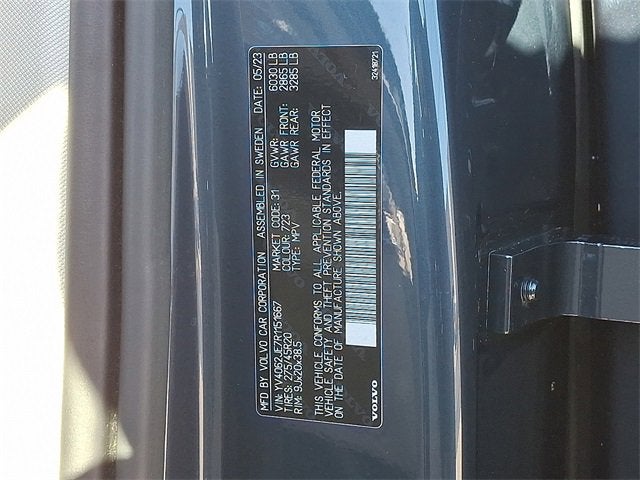 MFD BY VOLVO CAR CORPORATION ASSEMBLED IN SWEDEN DATE: 05/23
VIN: YV4062JE7R1151667 MARKET CODE: 31 GVWR: 6030 LB
TIRES: 275/45R20 COLOUR: 723 GAWR FRONT: 2865 LB
RIM: 9Jx20x38.5 TYPE: MPV GAWR REAR: 3285 LB
THIS VEHICLE CONFORMS TO ALL APPLICABLE FEDERAL MOTOR
VEHICLE SAFETY AND THEFT PREVENTION STANDARDS IN EFFECT
ON THE DATE OF MANUFACTURE SHOWN ABOVE.
VOLVO 32419721